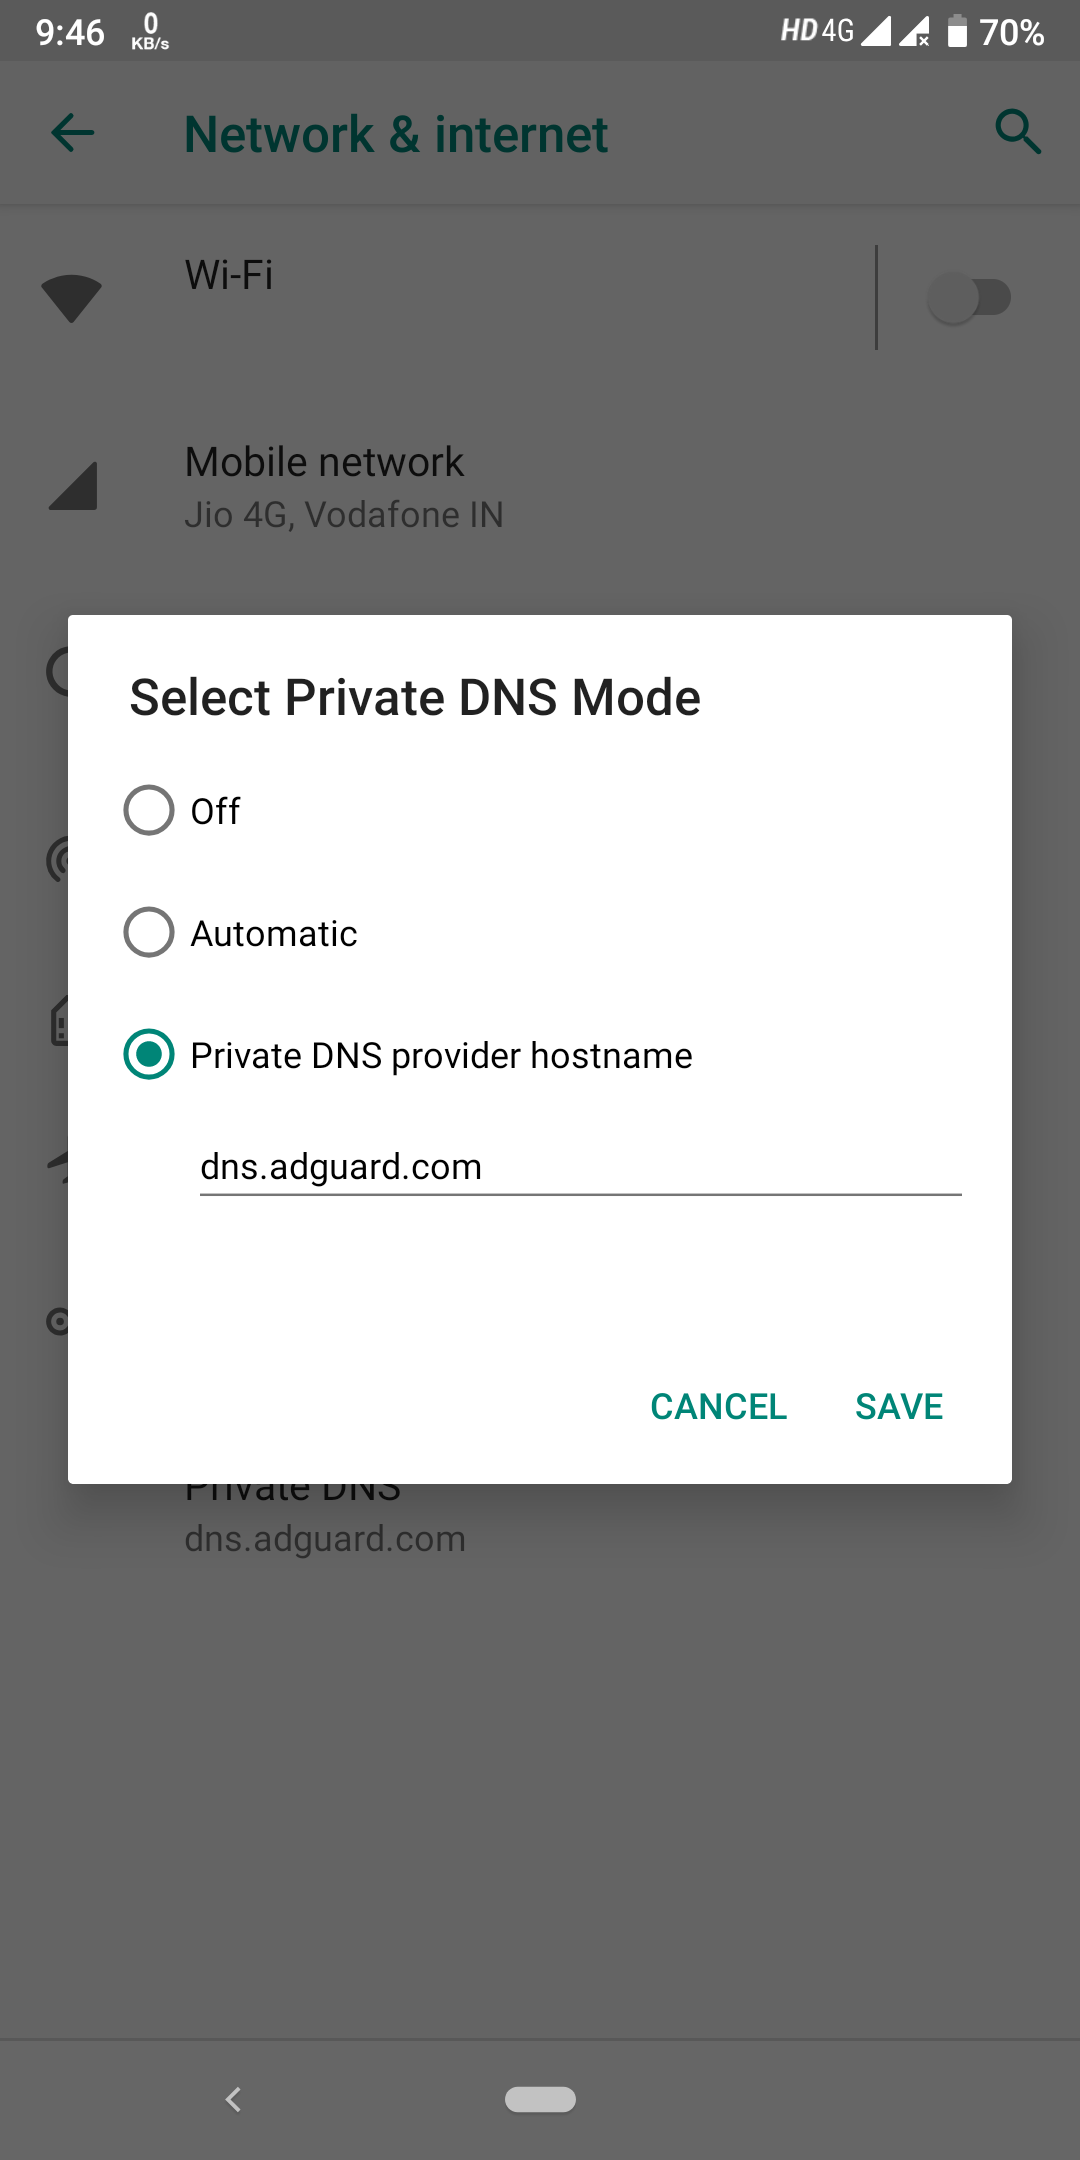 9:46 0 KB/s HD 4G 70%
Network & internet
Wi-Fi
Mobile network
Jio 4G, Vodafone IN
Select Private DNS Mode
Off
Automatic
Private DNS provider hostname
dns.adguard.com
CANCEL SAVE
Private DNS
dns.adguard.com